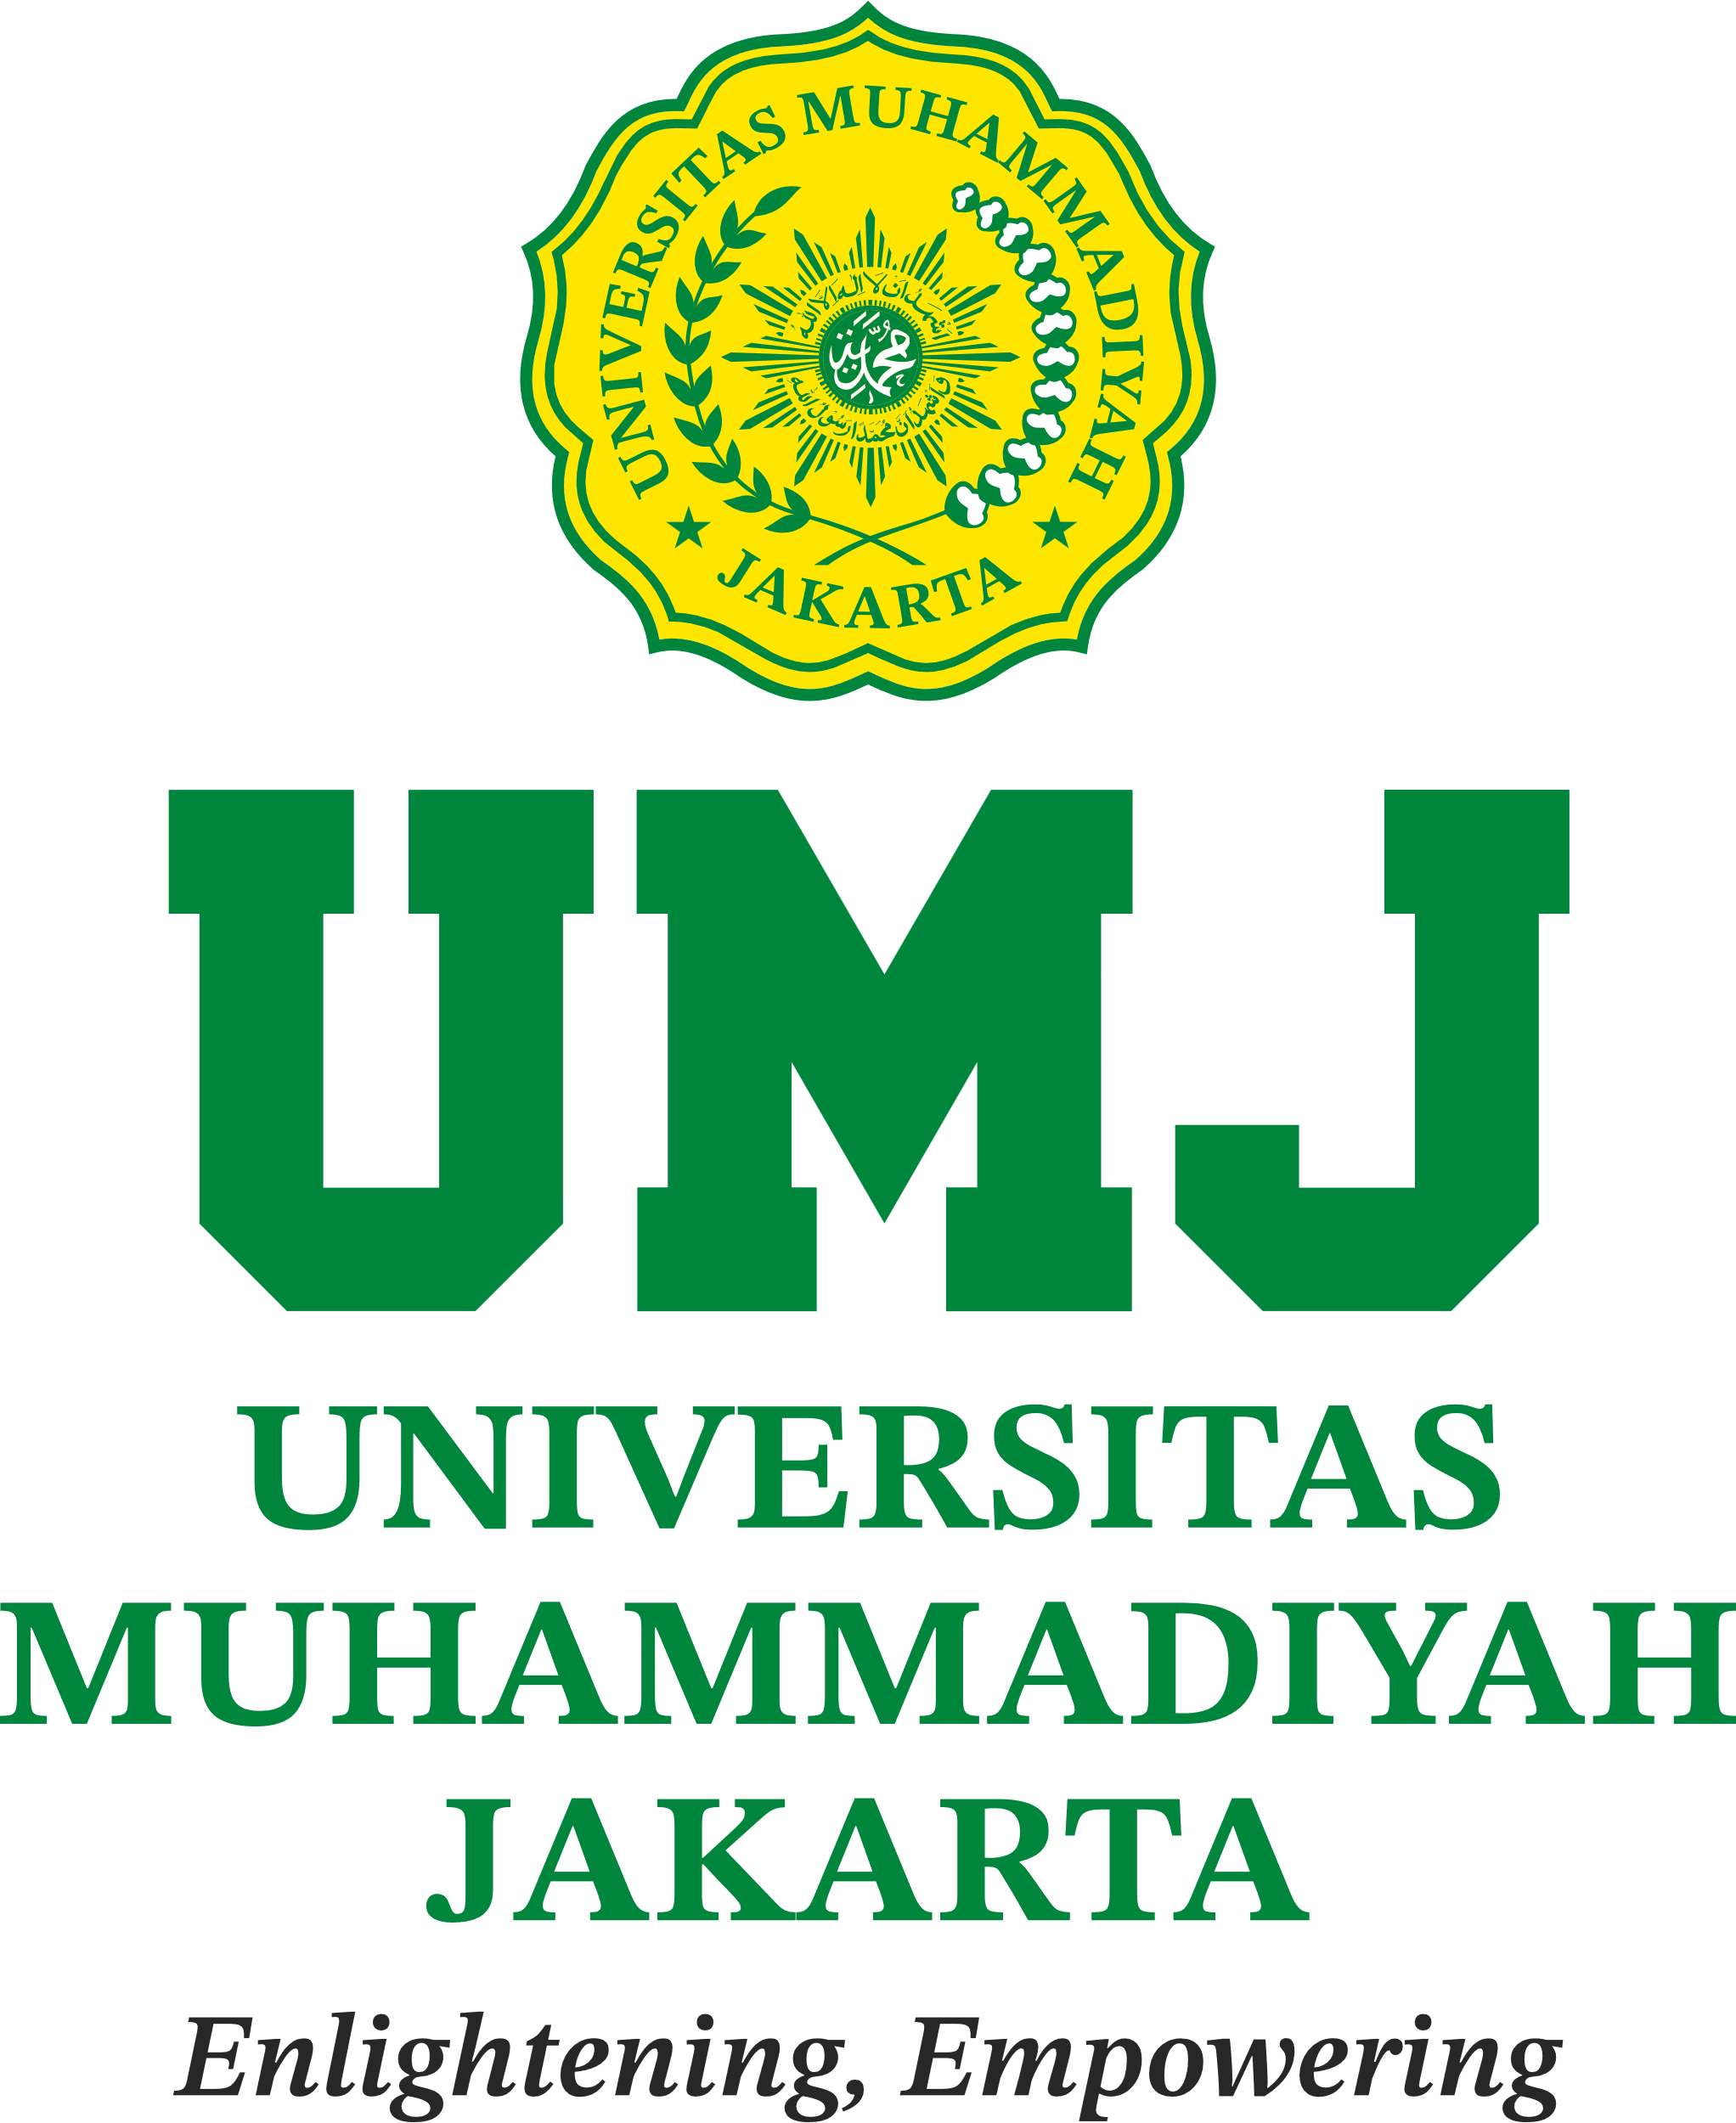 UNIVERSITAS MUHAMMADIYAH
JAKARTA
UMJ
UNIVERSITAS
MUHAMMADIYAH
JAKARTA
Enlightening, Empowering